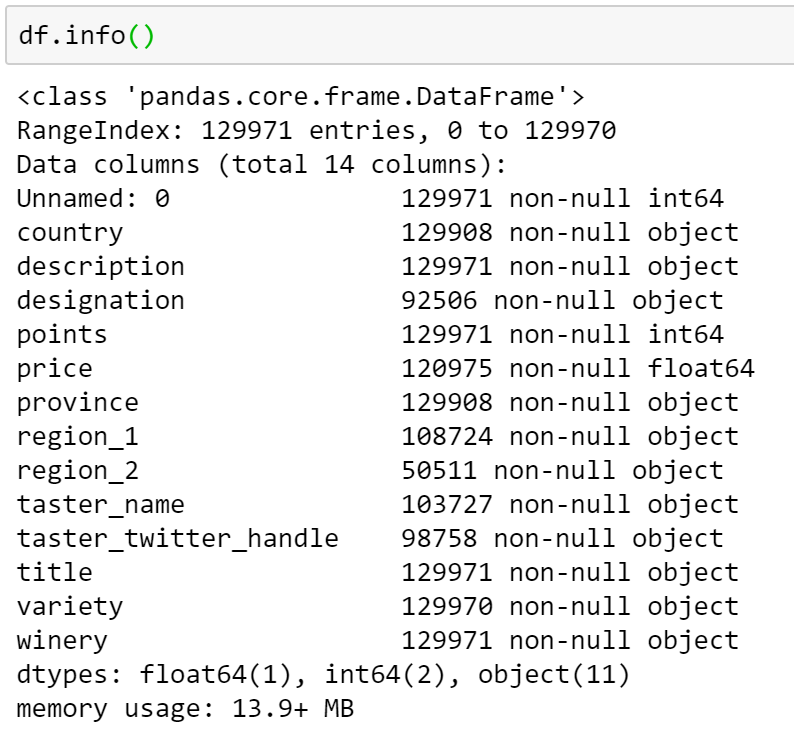 df.info()
<class 'pandas.core.frame.DataFrame'>
RangeIndex: 129971 entries, 0 to 129970
Data columns (total 14 columns):
Unnamed: 0               129971 non-null int64
country                  129908 non-null object
description              129971 non-null object
designation              92506 non-null object
points                   129971 non-null int64
price                    120975 non-null float64
province                 129908 non-null object
region_1                 108724 non-null object
region_2                 50511 non-null object
taster_name              103727 non-null object
taster_twitter_handle    98758 non-null object
title                    129971 non-null object
variety                  129970 non-null object
winery                   129971 non-null object
dtypes: float64(1), int64(2), object(11)
memory usage: 13.9+ MB